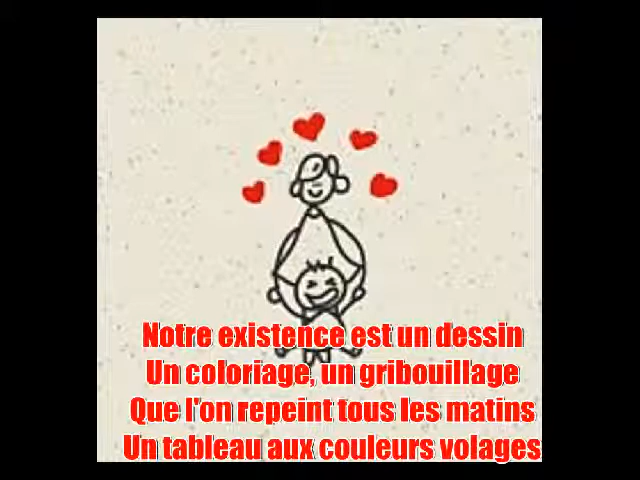 Notre existence est un dessin
Un coloriage, un gribouillage
Que l'on repeint tous les matins
Un tableau aux couleurs volages